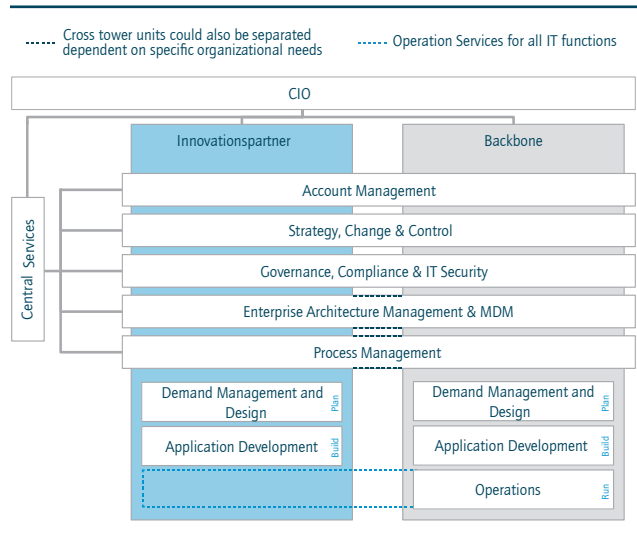 Cross tower units could also be separated
dependent on specific organizational needs
Operation Services for all IT functions
CIO
Innovationspartner
Backbone
Central Services
Account Management
Strategy, Change & Control
Governance, Compliance & IT Security
Enterprise Architecture Management & MDM
Process Management
Demand Management and
Design
Plan
Application Development
Build
Demand Management and
Design
Plan
Application Development
Build
Operations
Run